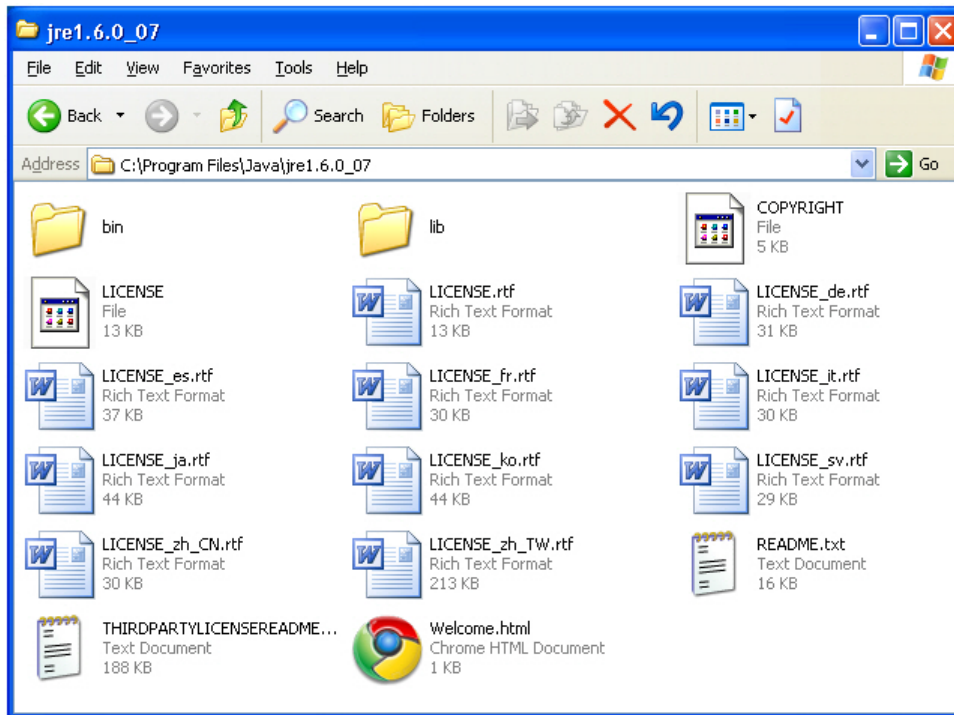 jre1.6.0_07
File Edit View Favorites Tools Help
Back Search Folders
Address C:\Program Files\Java\jre1.6.0_07 Go
bin
lib
COPYRIGHT
File
5 KB
LICENSE
File
13 KB
LICENSE.rtf
Rich Text Format
13 KB
LICENSE_de.rtf
Rich Text Format
31 KB
LICENSE_es.rtf
Rich Text Format
37 KB
LICENSE_fr.rtf
Rich Text Format
30 KB
LICENSE_it.rtf
Rich Text Format
30 KB
LICENSE_ja.rtf
Rich Text Format
44 KB
LICENSE_ko.rtf
Rich Text Format
44 KB
LICENSE_sv.rtf
Rich Text Format
29 KB
LICENSE_zh_CN.rtf
Rich Text Format
30 KB
LICENSE_zh_TW.rtf
Rich Text Format
213 KB
README.txt
Text Document
16 KB
THIRDPARTYLICENSEREADME...
Text Document
188 KB
Welcome.html
Chrome HTML Document
1 KB